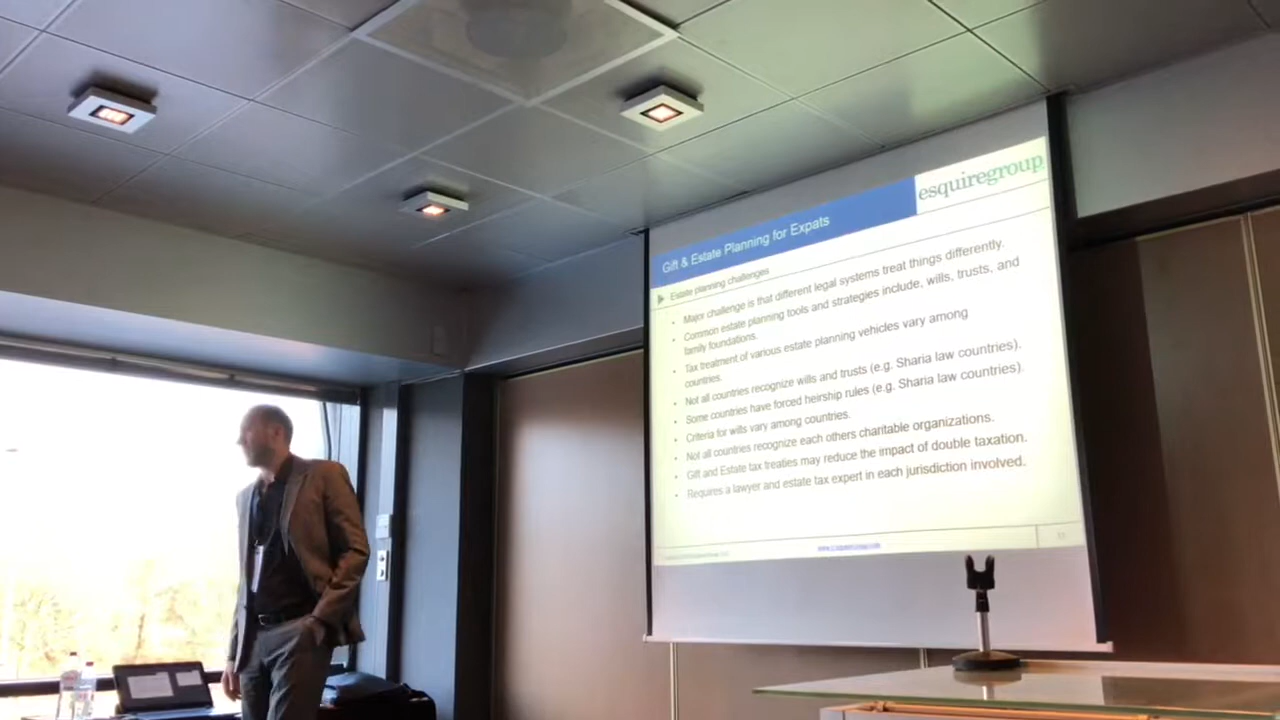 esquiregroup
Gift & Estate Planning for Expats
Estate planning challenges
• Major challenge is that different legal systems treat things differently.
• Common estate planning tools and strategies include, wills, trusts, and
family foundations.
• Tax treatment of various estate planning vehicles vary among
countries.
• Not all countries recognize wills and trusts (e.g. Sharia law countries).
• Some countries have forced heirship rules (e.g. Sharia law countries).
• Criteria for wills vary among countries.
• Not all countries recognize each others charitable organizations.
• Gift and Estate tax treaties may reduce the impact of double taxation.
• Requires a lawyer and estate tax expert in each jurisdiction involved.